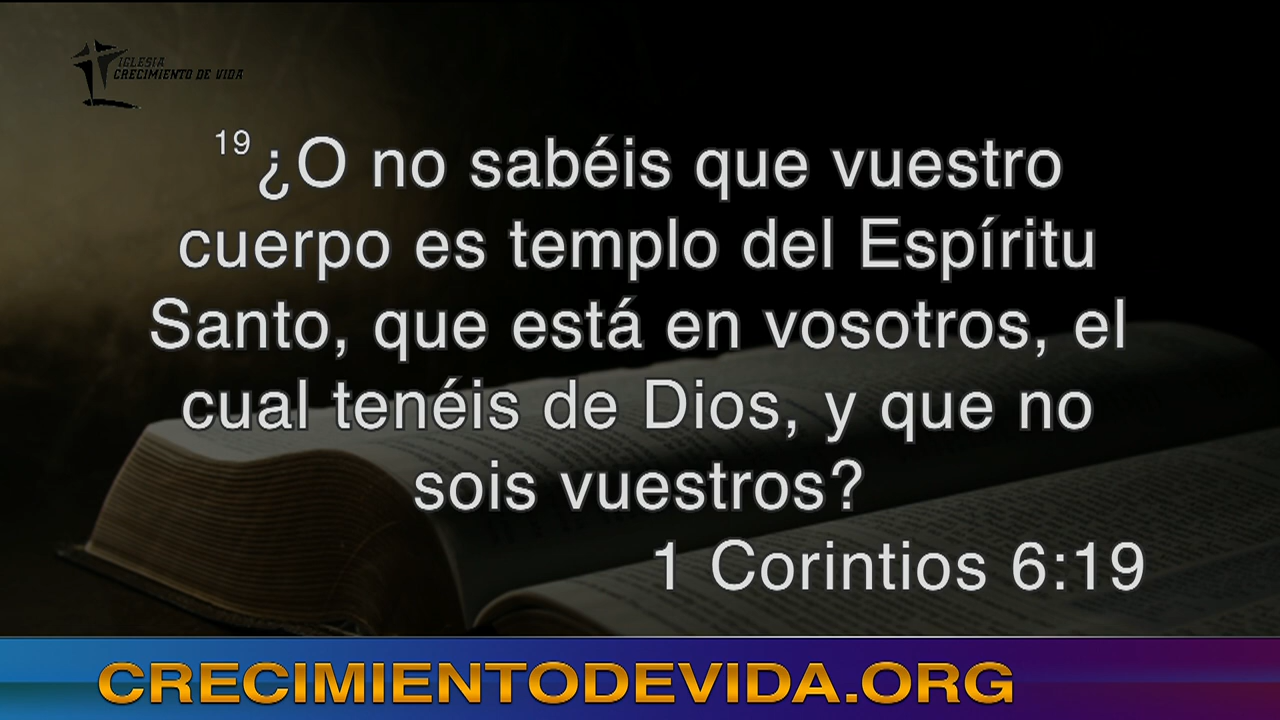 IGLESIA
CRECIMIENTO DE VIDA
19 ¿O no sabéis que vuestro
cuerpo es templo del Espíritu
Santo, que está en vosotros, el
cual tenéis de Dios, y que no
sois vuestros?
1 Corintios 6:19
CRECIMIENTODEVIDA.ORG